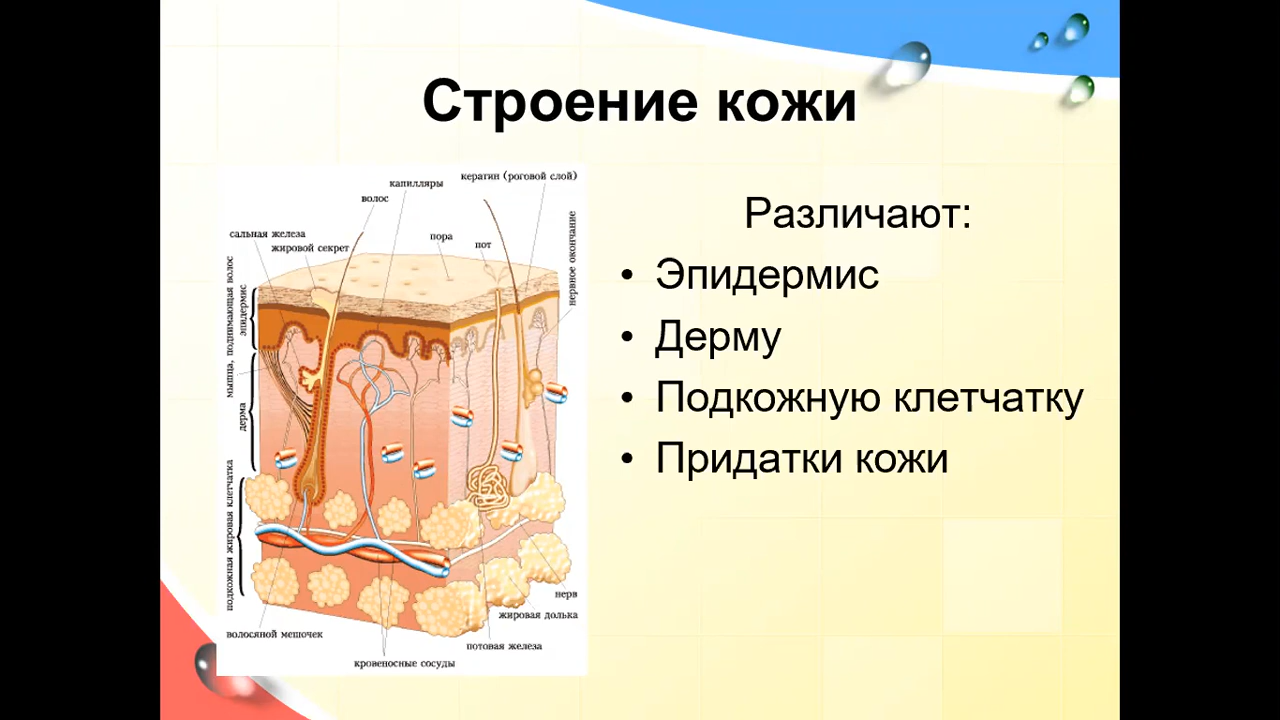 Строение кожи
кератин (роговой слой)
капилляры
волос
сальная железа
жировой секрет
пора
пот
нервное окончание
мышца, поднимающая волос
эпидермис
дерма
подкожная жировая клетчатка
нерв
жировая долька
волосяной мешочек
потовая железа
кровеносные сосуды
Различают:
• Эпидермис
• Дерму
• Подкожную клетчатку
• Придатки кожи